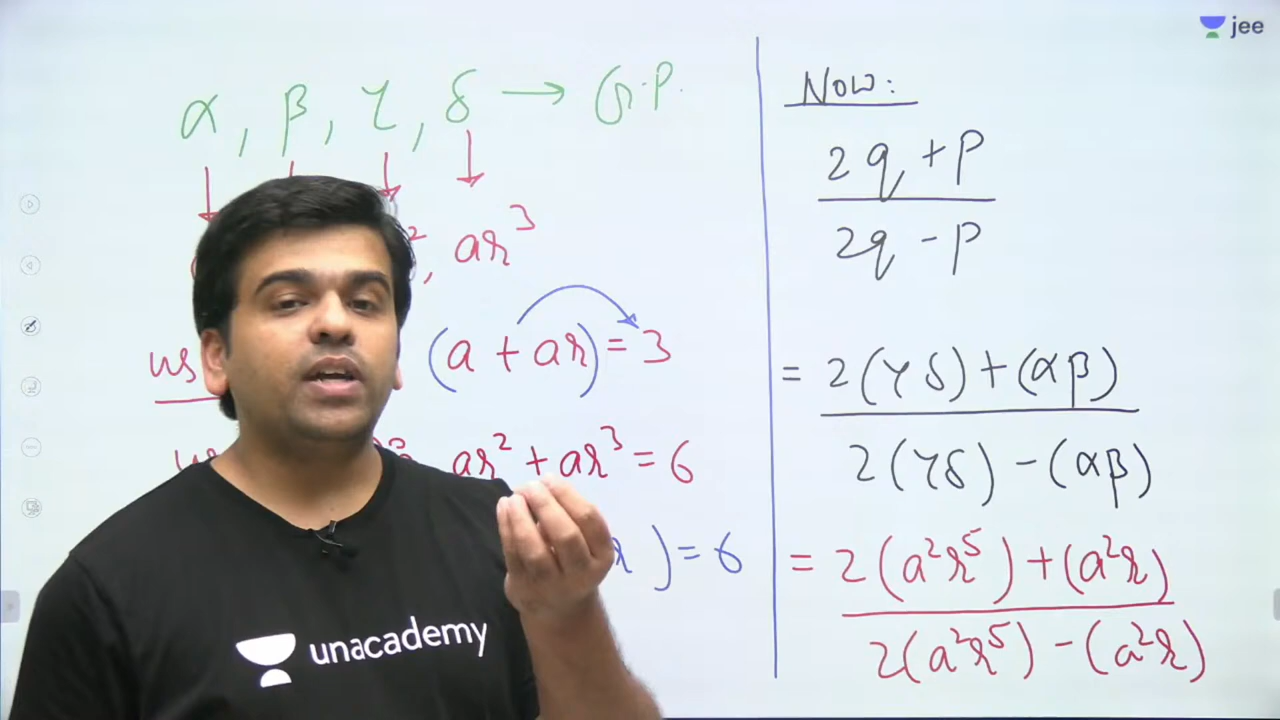 jee
α, β, γ, δ → G.P.
ar³
us (a + ar) = 3
ar² + ar³ = 6
) = 6
Now:
2q + p
2q - p
= 2(γδ) + (αβ)
2(γδ) - (αβ)
= 2(a²r⁵) + (a²r)
2(a²r⁵) - (a²r)
unacademy